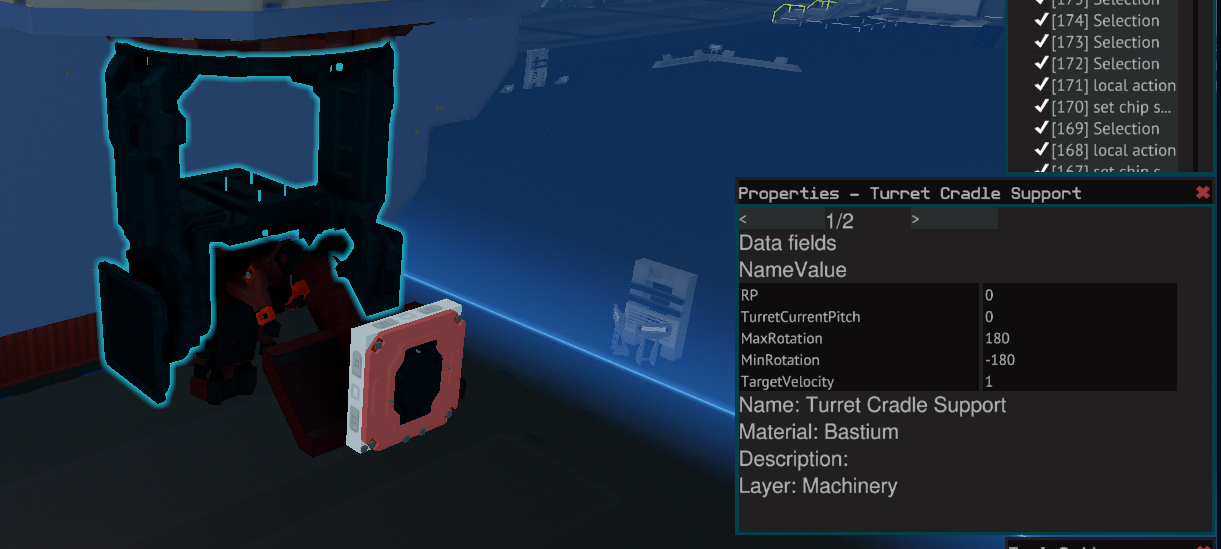 [174] Selection
[173] Selection
[172] Selection
[171] local action
[170] set chip s...
[169] Selection
[168] local action
Properties - Turret Cradle Support
< 1/2 >
Data fields
NameValue
RP 0
TurretCurrentPitch 0
MaxRotation 180
MinRotation -180
TargetVelocity 1
Name: Turret Cradle Support
Material: Bastium
Description:
Layer: Machinery